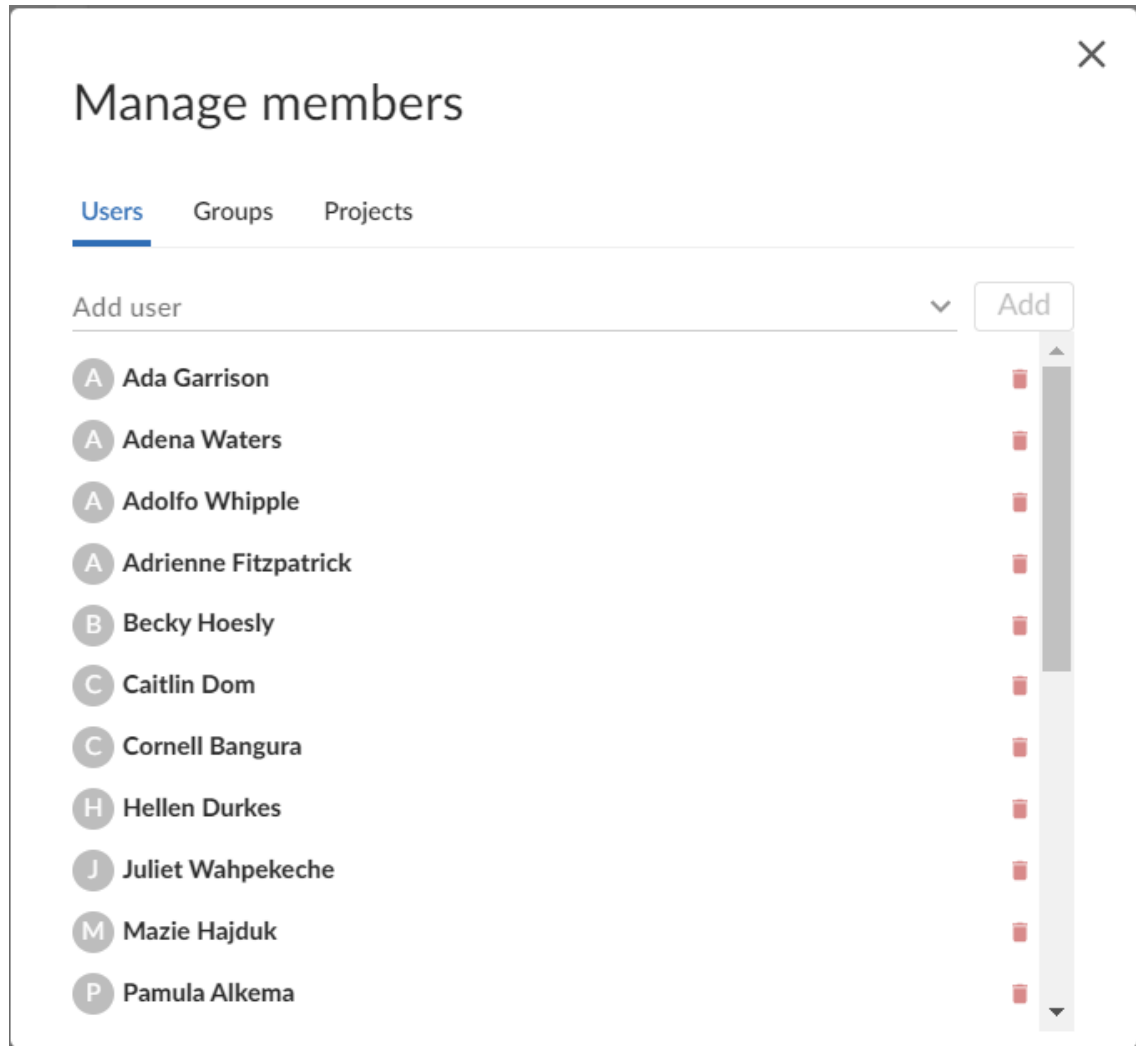 Manage members
Users Groups Projects
Add user Add
A Ada Garrison
A Adena Waters
A Adolfo Whipple
A Adrienne Fitzpatrick
B Becky Hoesly
C Caitlin Dom
C Cornell Bangura
H Hellen Durkes
J Juliet Wahpekeche
M Mazie Hajduk
P Pamula Alkema